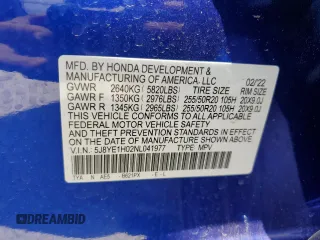 MFD. BY HONDA DEVELOPMENT &
MANUFACTURING OF AMERICA, LLC 02/22
GVWR 2640KG (5820LBS) TIRE SIZE RIM SIZE
GAWR F 1350KG (2976LBS) 255/50R20 105H 20X9.0J
GAWR R 1345KG (2965LBS) 255/50R20 105H 20X9.0J
THIS VEHICLE CONFORMS TO ALL APPLICABLE
FEDERAL MOTOR VEHICLE SAFETY AND THEFT
PREVENTION STANDARDS IN EFFECT ON THE DATE
OF MANUFACTURE SHOWN ABOVE.
V.I.N. 5J8YE1H02NL041977 TYPE MPV
TYA N AES B621PX E - L
DREAMBID